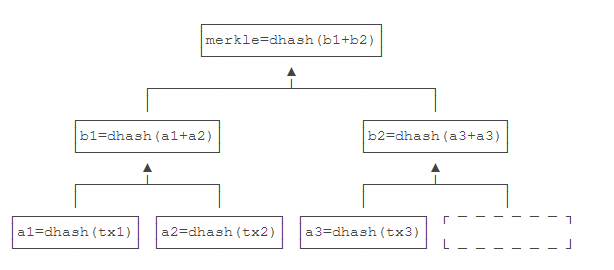 merkle=dhash(b1+b2)
b1=dhash(a1+a2) b2=dhash(a3+a3)
a1=dhash(tx1) a2=dhash(tx2) a3=dhash(tx3)